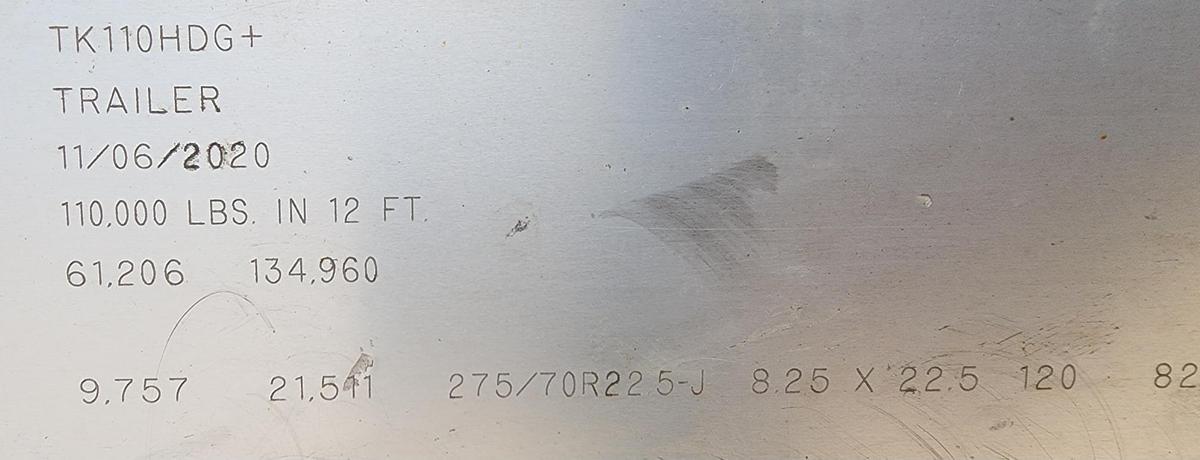 TK110HDG+
TRAILER
11/06/2020
110,000 LBS. IN 12 FT.
61,206 134,960
9,757 21,511 275/70R22.5-J 8.25 X 22.5 120 82